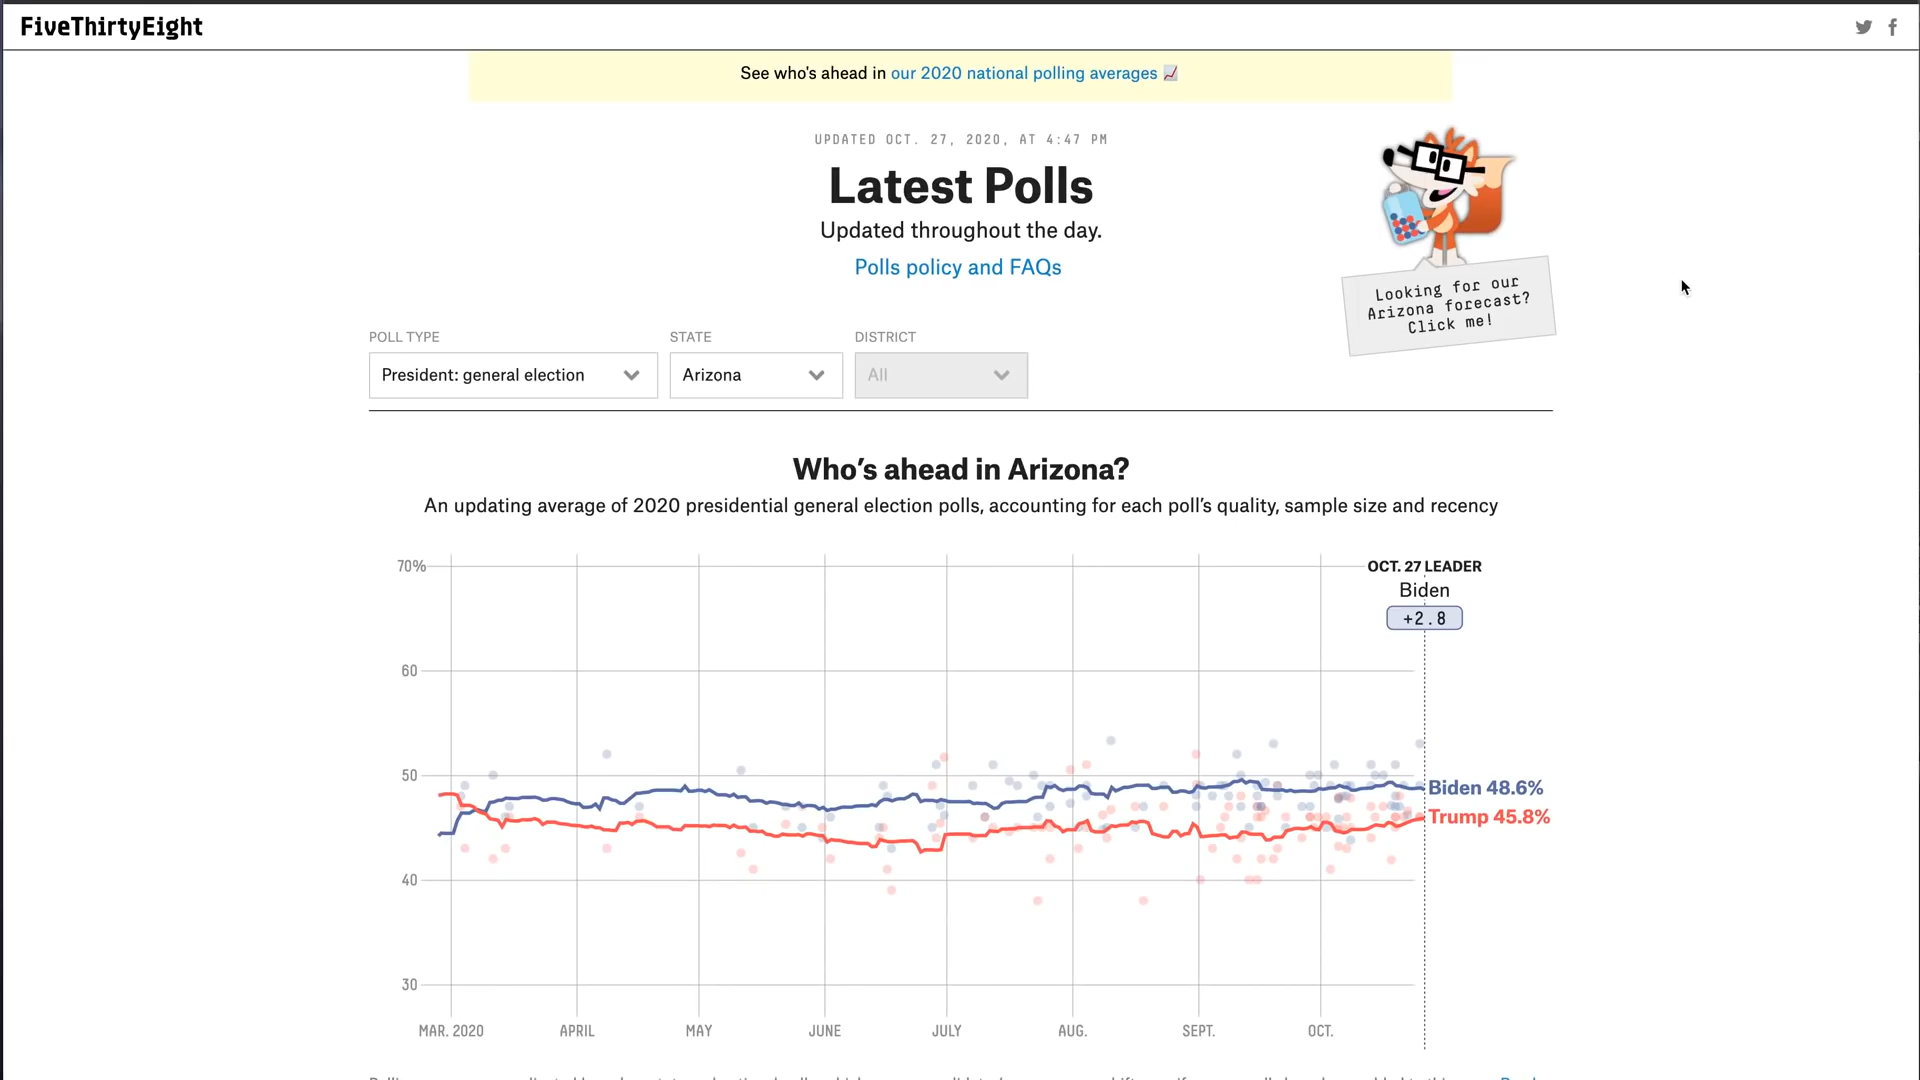 FiveThirtyEight
See who's ahead in our 2020 national polling averages
UPDATED OCT. 27, 2020, AT 4:47 PM
Latest Polls
Updated throughout the day.
Polls policy and FAQs
Looking for our
Arizona forecast?
Click me!
POLL TYPE
STATE
DISTRICT
President: general election
Arizona
All
Who’s ahead in Arizona?
An updating average of 2020 presidential general election polls, accounting for each poll’s quality, sample size and recency
70%
OCT. 27 LEADER
Biden
+2.8
60
50
Biden 48.6%
Trump 45.8%
40
30
MAR. 2020
APRIL
MAY
JUNE
JULY
AUG.
SEPT.
OCT.